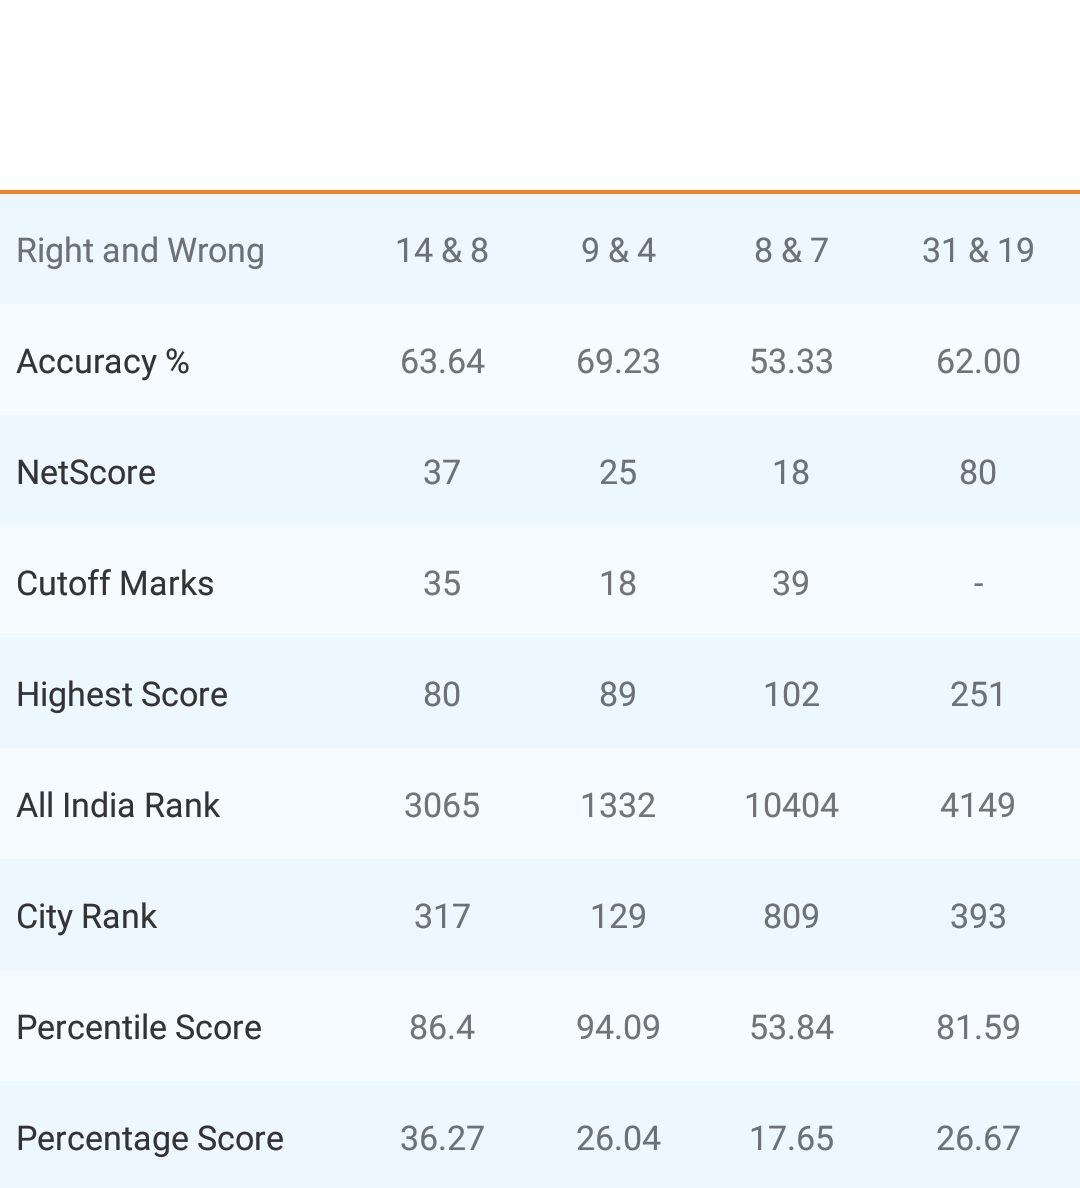 Right and Wrong 14 & 8 9 & 4 8 & 7 31 & 19
Accuracy % 63.64 69.23 53.33 62.00
NetScore 37 25 18 80
Cutoff Marks 35 18 39 -
Highest Score 80 89 102 251
All India Rank 3065 1332 10404 4149
City Rank 317 129 809 393
Percentile Score 86.4 94.09 53.84 81.59
Percentage Score 36.27 26.04 17.65 26.67